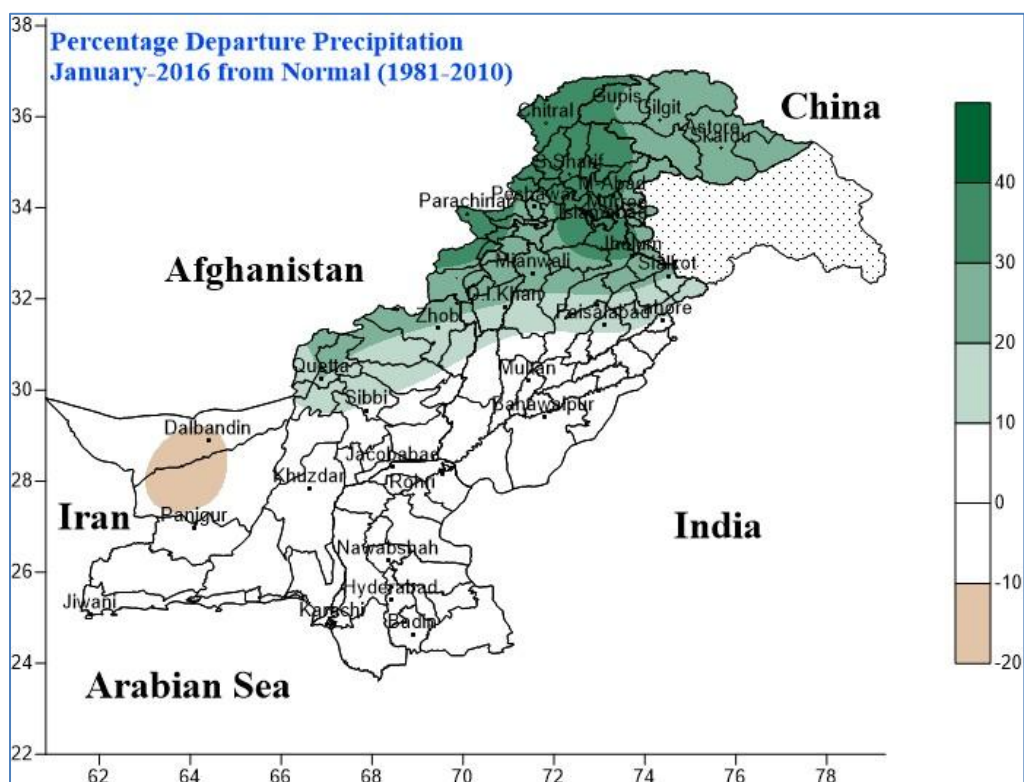 Percentage Departure Precipitation
January-2016 from Normal (1981-2010)
38
36
34
32
30
28
26
24
22
62
64
66
68
70
72
74
76
78
China
Afghanistan
Iran
India
Arabian Sea
Gupis
Chitral
Gilgit
Astore
Skardu
S.Sharif
M-Abad
Peshawar
Murree
Parachinar
Islamabad
Jhelum
Mianwali
Sialkot
D.I.Khan
Zhob
Faisalabad
Lahore
Quetta
Multan
Sibbi
Bahawalpur
Dalbandin
Jacobabad
Khuzdar
Rohri
Panjgur
Nawabshah
Hyderabad
Jiwani
Karachi
Badin
40
30
20
10
0
-10
-20